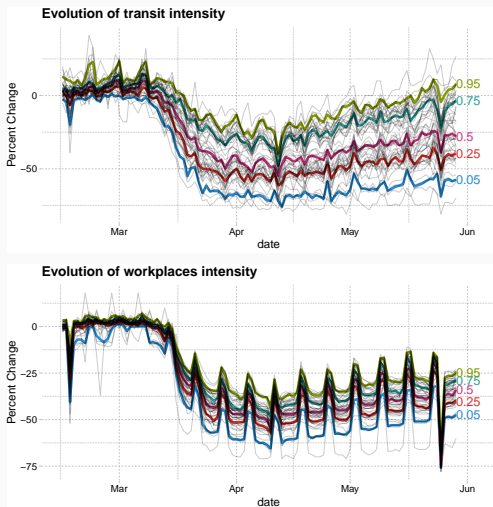 Evolution of transit intensity
Percent Change
0
−50
0.95
0.75
0.5
0.25
0.05
Mar
Apr
May
Jun
date
Evolution of workplaces intensity
Percent Change
0
−25
−50
−75
0.95
0.75
0.5
0.25
0.05
Mar
Apr
May
Jun
date